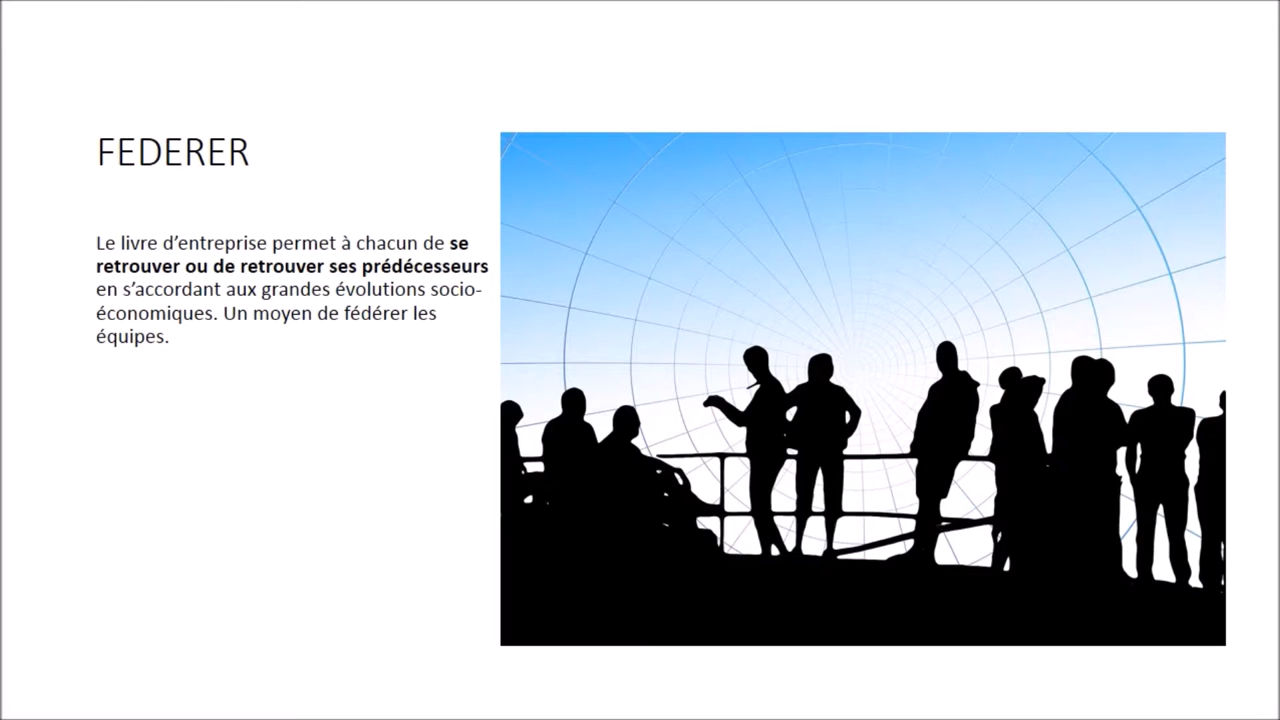 FEDERER
Le livre d’entreprise permet à chacun de se
retrouver ou de retrouver ses prédécesseurs
en s’accordant aux grandes évolutions socio-
économiques. Un moyen de fédérer les
équipes.